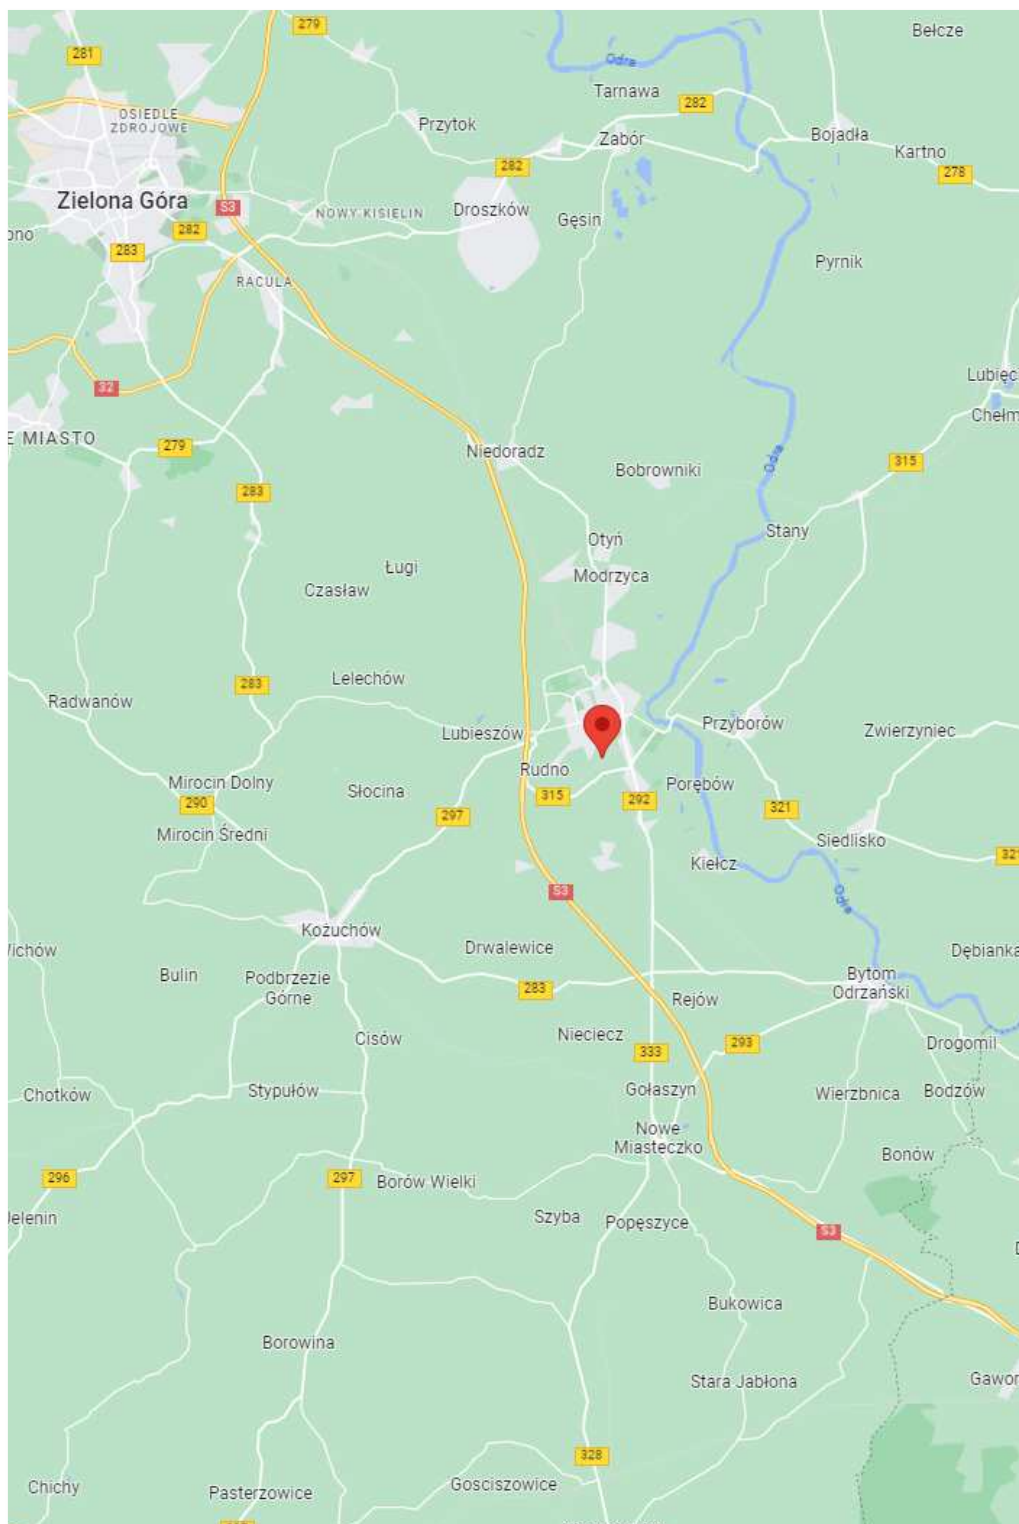 279
Bełcze
281
Odra
Tarnawa
282
OSIEDLE
ZDROJOWE
Przytok
Zabór
Bojadła
Kartno
282
278
Zielona Góra
S3
NOWY KISIELIN
Droszków
Gęsin
282
283
Pyrnik
RACULA
32
Lubięc
Chełm
E MIASTO
279
Niedoradz
Odra
315
Bobrowniki
283
Stany
Otyń
Ługi
Modrzyca
Czasław
Lelechów
283
Radwanów
Przyborów
Zwierzyniec
Lubieszów
Rudno
Mirocin Dolny
Porębów
Słocina
315
290
292
321
297
Mirocin Średni
Siedlisko
321
Kiełcz
S3
Odra
Kożuchów
Drwalewice
Dębianka
Bulin
Podbrzezie
Górne
Bytom
Odrzański
283
Rejów
Nieciecz
Cisów
293
Drogomil
333
Stypułów
Gołaszyn
Chotków
Wierzbnica
Bodzów
Nowe
Miasteczko
Bonów
296
297
Borów Wielki
Szyba
Popęszyce
S3
Bukowica
Borowina
Stara Jabłona
Gawor
328
Chichy
Gosciszowice
Pasterzowice